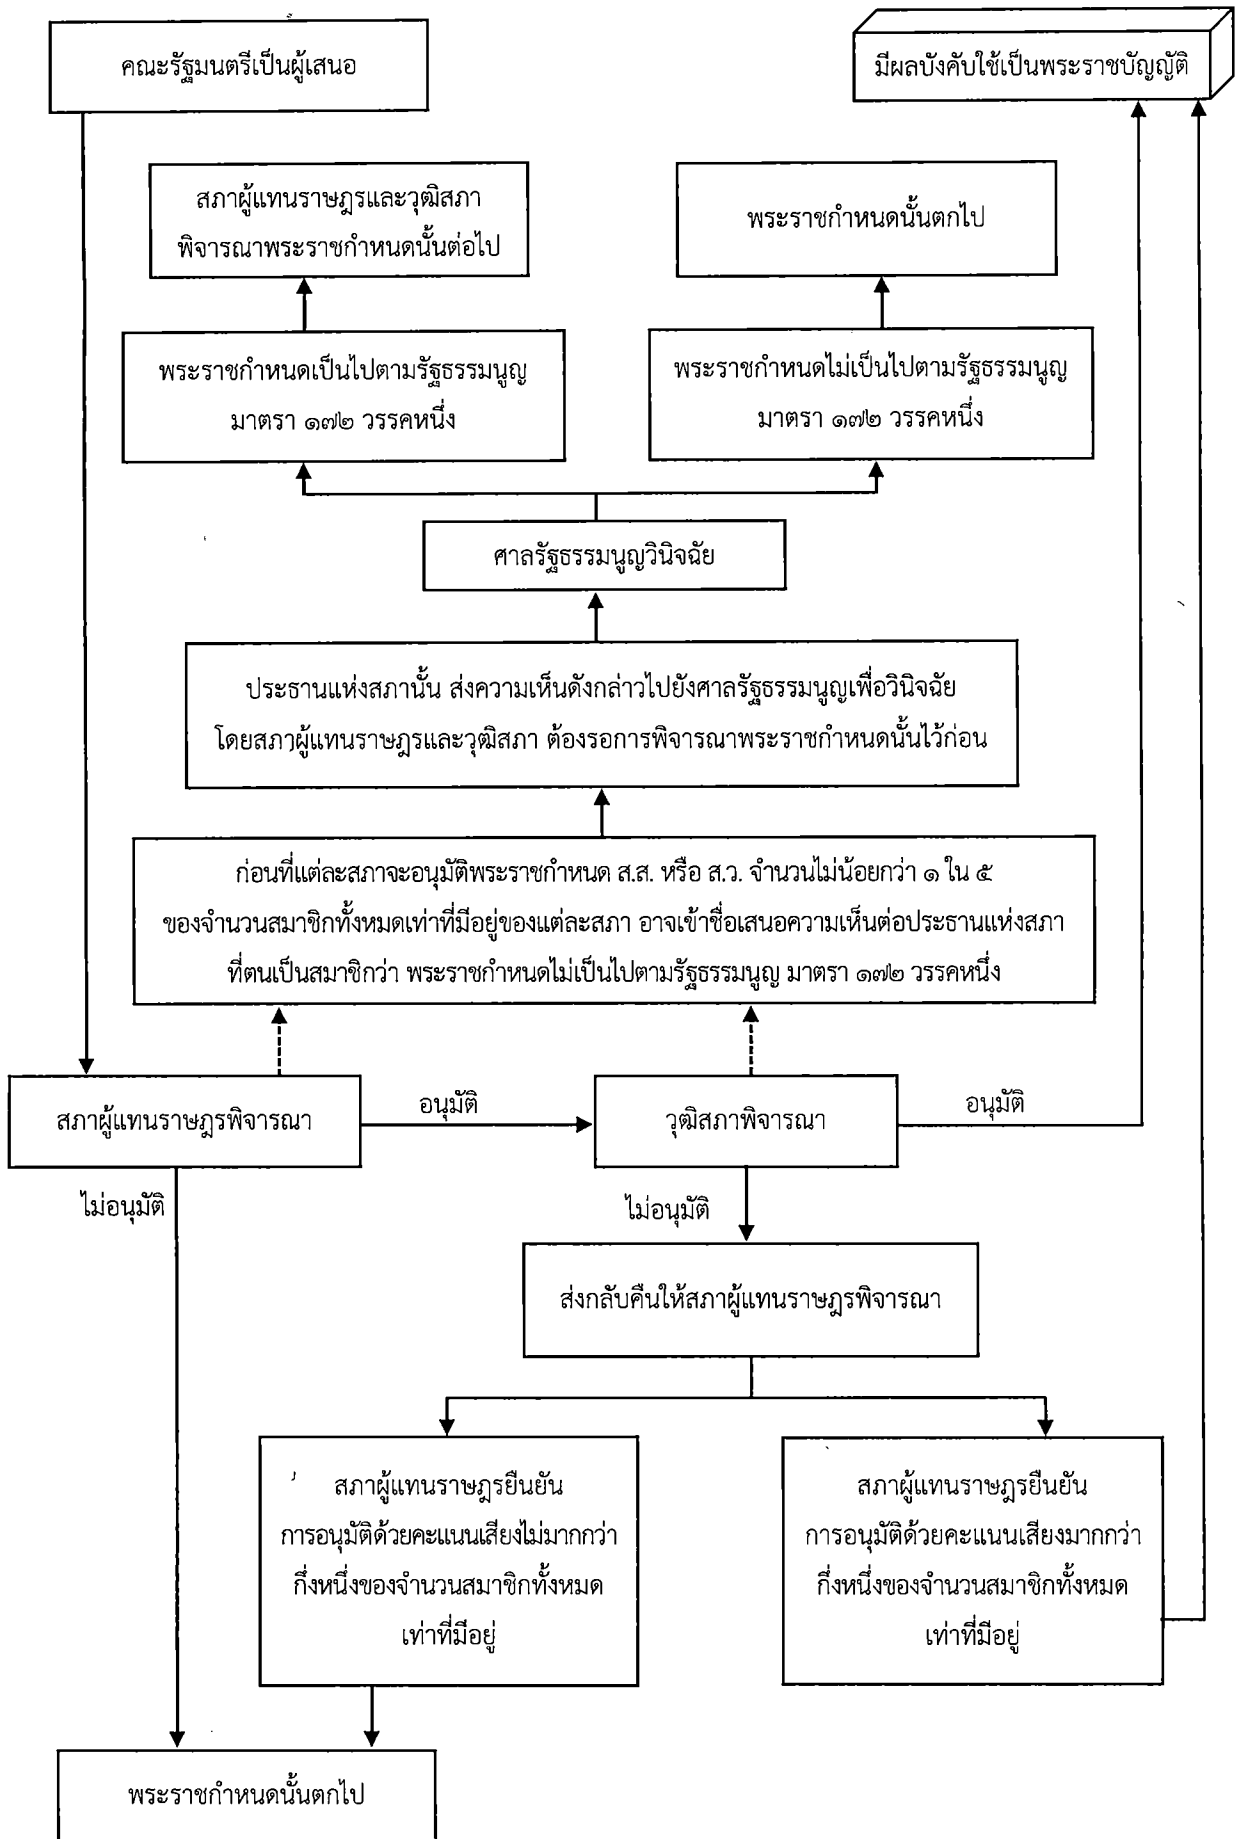 คณะรัฐมนตรีเป็นผู้เสนอ
มีผลบังคับใช้เป็นพระราชบัญญัติ
สภาผู้แทนราษฎรและวุฒิสภา
พิจารณาพระราชกำหนดนั้นต่อไป
พระราชกำหนดนั้นตกไป
พระราชกำหนดเป็นไปตามรัฐธรรมนูญ
มาตรา ๑๗๒ วรรคหนึ่ง
พระราชกำหนดไม่เป็นไปตามรัฐธรรมนูญ
มาตรา ๑๗๒ วรรคหนึ่ง
ศาลรัฐธรรมนูญวินิจฉัย
ประธานแห่งสภานั้น ส่งความเห็นดังกล่าวไปยังศาลรัฐธรรมนูญเพื่อวินิจฉัย
โดยสภาผู้แทนราษฎรและวุฒิสภา ต้องรอการพิจารณาพระราชกำหนดนั้นไว้ก่อน
ก่อนที่แต่ละสภาจะอนุมัติพระราชกำหนด ส.ส. หรือ ส.ว. จำนวนไม่น้อยกว่า ๑ ใน ๕
ของจำนวนสมาชิกทั้งหมดเท่าที่มีอยู่ของแต่ละสภา อาจเข้าชื่อเสนอความเห็นต่อประธานแห่งสภา
ที่ตนเป็นสมาชิกว่า พระราชกำหนดไม่เป็นไปตามรัฐธรรมนูญ มาตรา ๑๗๒ วรรคหนึ่ง
สภาผู้แทนราษฎรพิจารณา
อนุมัติ
วุฒิสภาพิจารณา
อนุมัติ
ไม่อนุมัติ
ไม่อนุมัติ
ส่งกลับคืนให้สภาผู้แทนราษฎรพิจารณา
สภาผู้แทนราษฎรยืนยัน
การอนุมัติด้วยคะแนนเสียงไม่มากกว่า
กึ่งหนึ่งของจำนวนสมาชิกทั้งหมด
เท่าที่มีอยู่
สภาผู้แทนราษฎรยืนยัน
การอนุมัติด้วยคะแนนเสียงมากกว่า
กึ่งหนึ่งของจำนวนสมาชิกทั้งหมด
เท่าที่มีอยู่
พระราชกำหนดนั้นตกไป